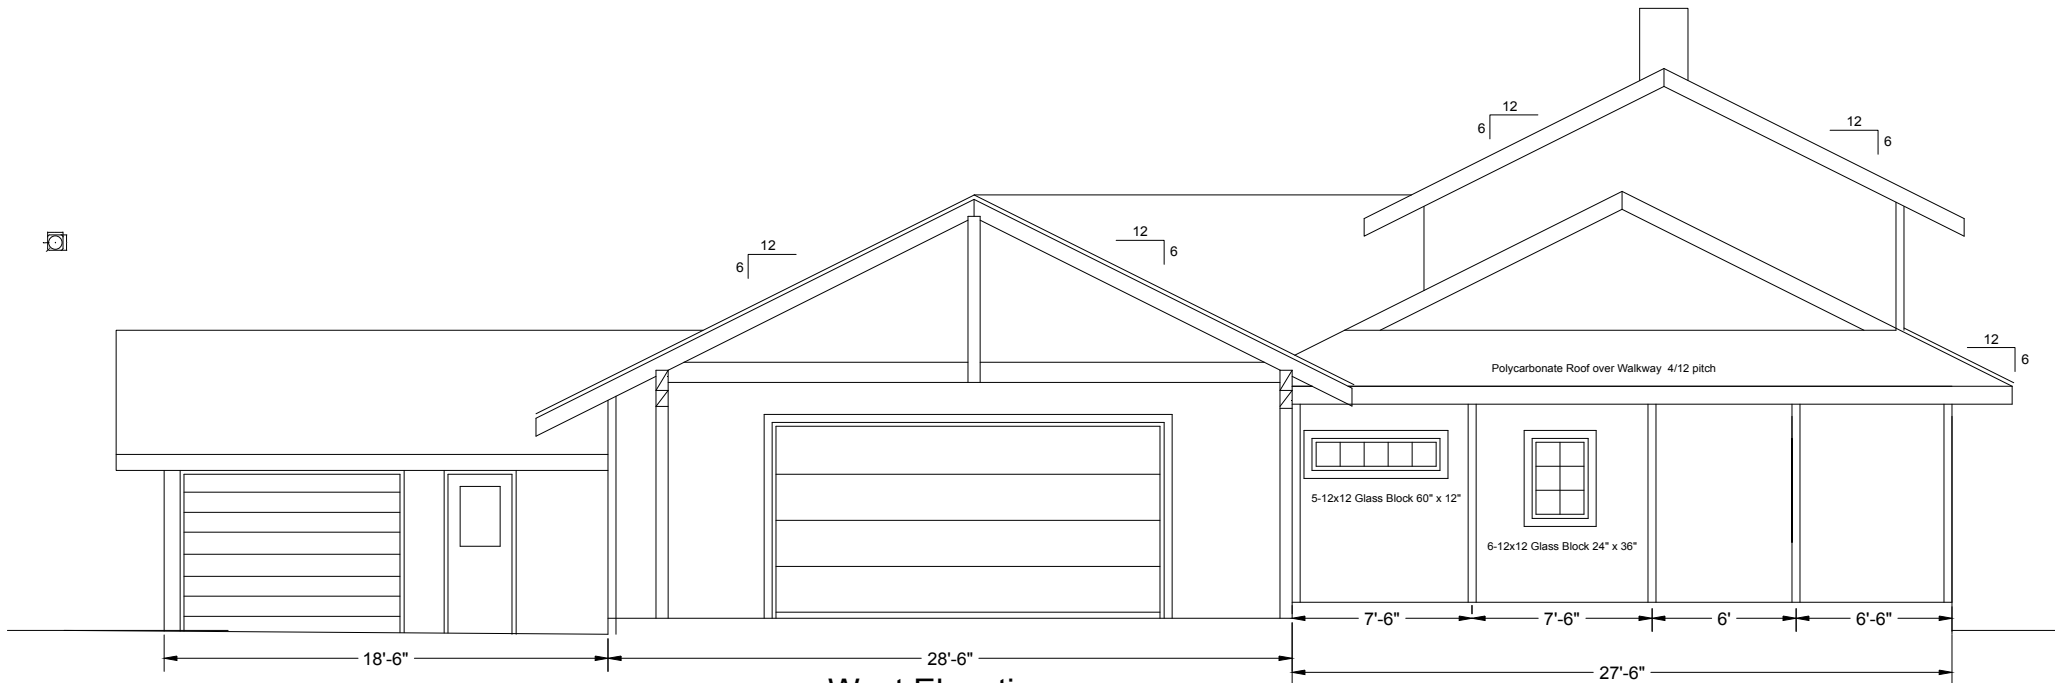 12
6
12
6
12
6
12
6
12
6
Polycarbonate Roof over Walkway 4/12 pitch
5-12x12 Glass Block 60" x 12"
6-12x12 Glass Block 24" x 36"
7'-6" 7'-6" 6' 6'-6"
18'-6" 28'-6" 27'-6"
West Elevation